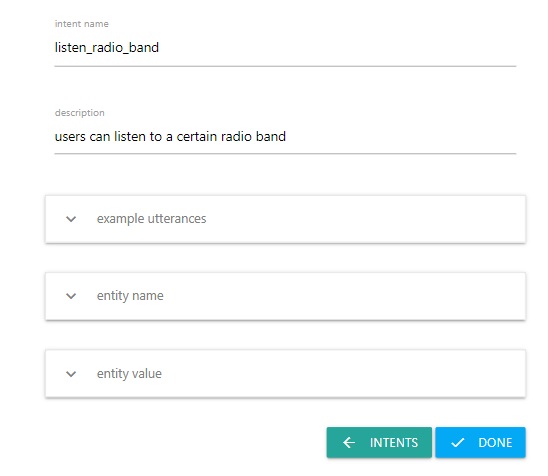 intent name
listen_radio_band
description
users can listen to a certain radio band
example utterances
entity name
entity value
INTENTS DONE